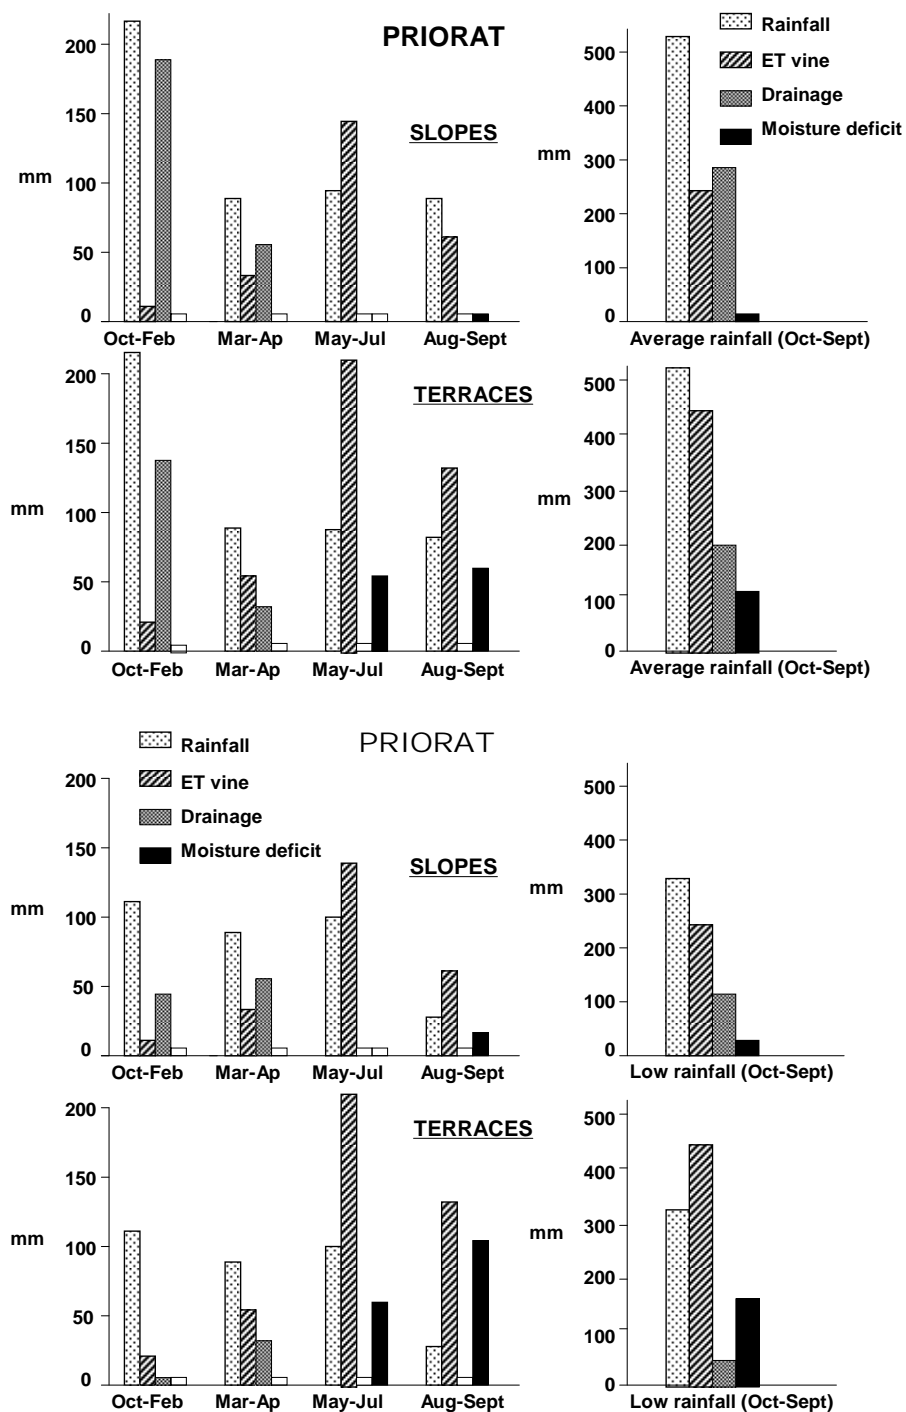 PRIORAT
Rainfall
ET vine
Drainage
Moisture deficit
SLOPES
mm
200
150
100
50
0
Oct-Feb Mar-Ap May-Jul Aug-Sept
mm
500
400
300
200
100
0
Average rainfall (Oct-Sept)
TERRACES
mm
200
150
100
50
0
Oct-Feb Mar-Ap May-Jul Aug-Sept
mm
500
400
300
200
100
0
Average rainfall (Oct-Sept)
PRIORAT
Rainfall
ET vine
Drainage
Moisture deficit
SLOPES
mm
200
150
100
50
0
Oct-Feb Mar-Ap May-Jul Aug-Sept
mm
500
400
300
200
100
0
Low rainfall (Oct-Sept)
TERRACES
mm
200
150
100
50
0
Oct-Feb Mar-Ap May-Jul Aug-Sept
mm
500
400
300
200
100
0
Low rainfall (Oct-Sept)